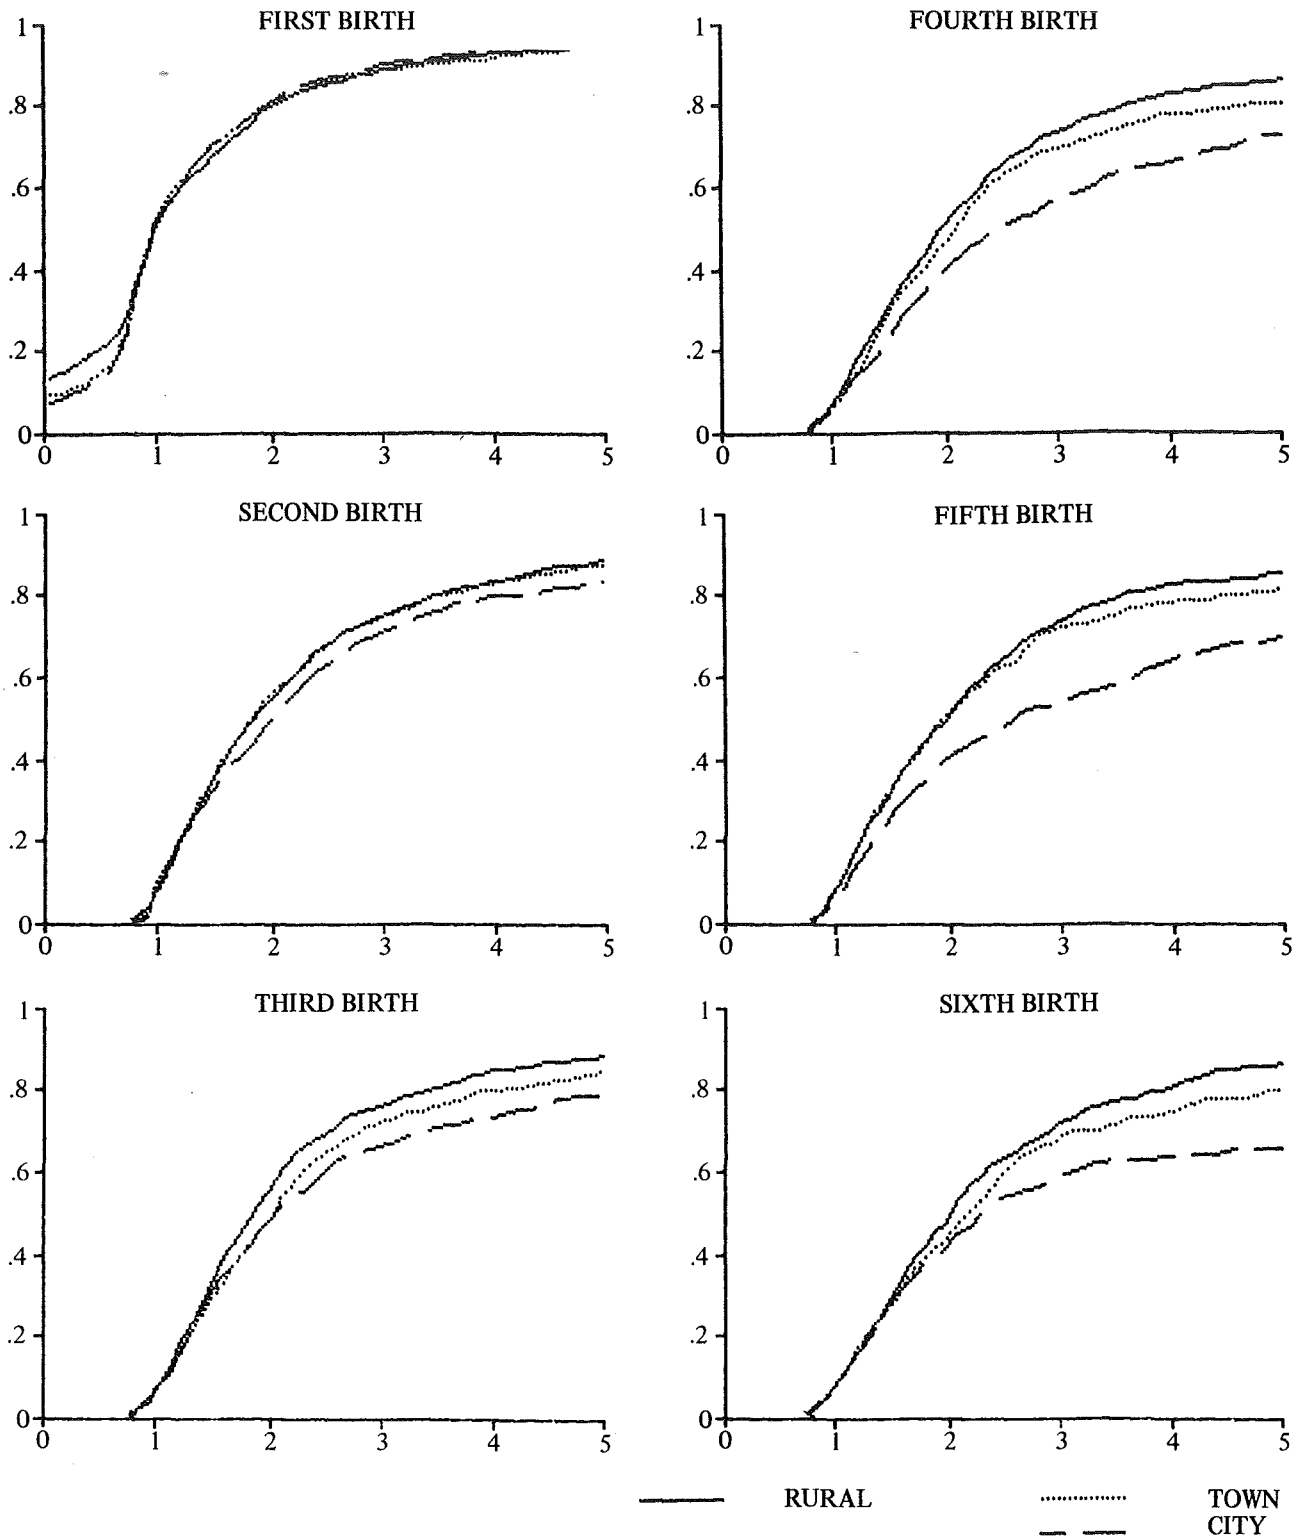 FIRST BIRTH
1
.8
.6
.4
.2
0
0 1 2 3 4 5
FOURTH BIRTH
1
.8
.6
.4
.2
0
0 1 2 3 4 5
SECOND BIRTH
1
.8
.6
.4
.2
0
0 1 2 3 4 5
FIFTH BIRTH
1
.8
.6
.4
.2
0
0 1 2 3 4 5
THIRD BIRTH
1
.8
.6
.4
.2
0
0 1 2 3 4 5
SIXTH BIRTH
1
.8
.6
.4
.2
0
0 1 2 3 4 5
RURAL TOWN
CITY